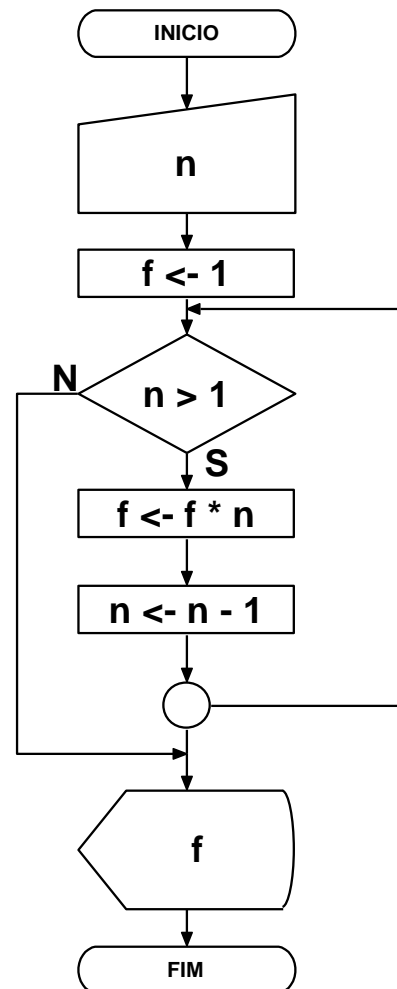 INICIO
n
f <- 1
N
n > 1
S
f <- f * n
n <- n - 1
f
FIM